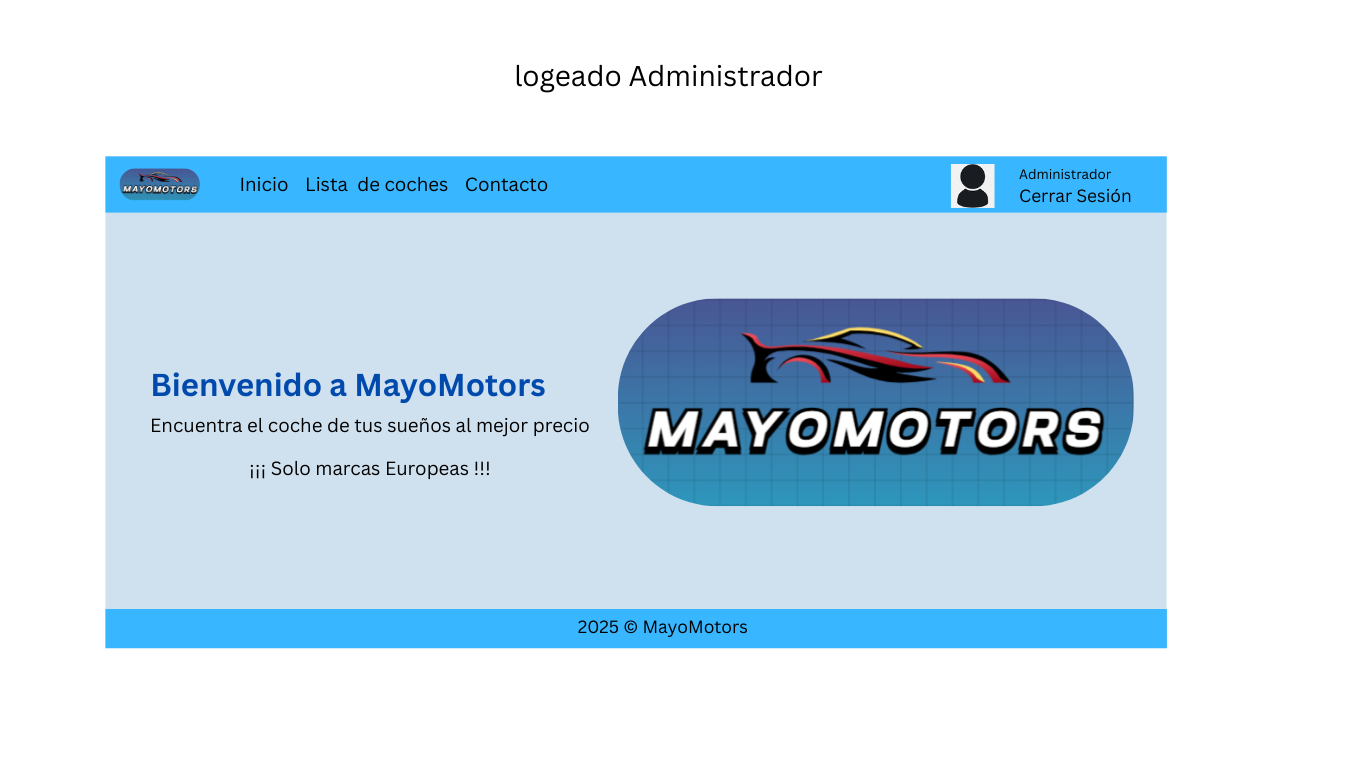 logeado Administrador
MAYOMOTORS
Inicio Lista de coches Contacto
Administrador
Cerrar Sesión
Bienvenido a MayoMotors
Encuentra el coche de tus sueños al mejor precio
¡¡¡ Solo marcas Europeas !!!
MAYOMOTORS
2025 © MayoMotors